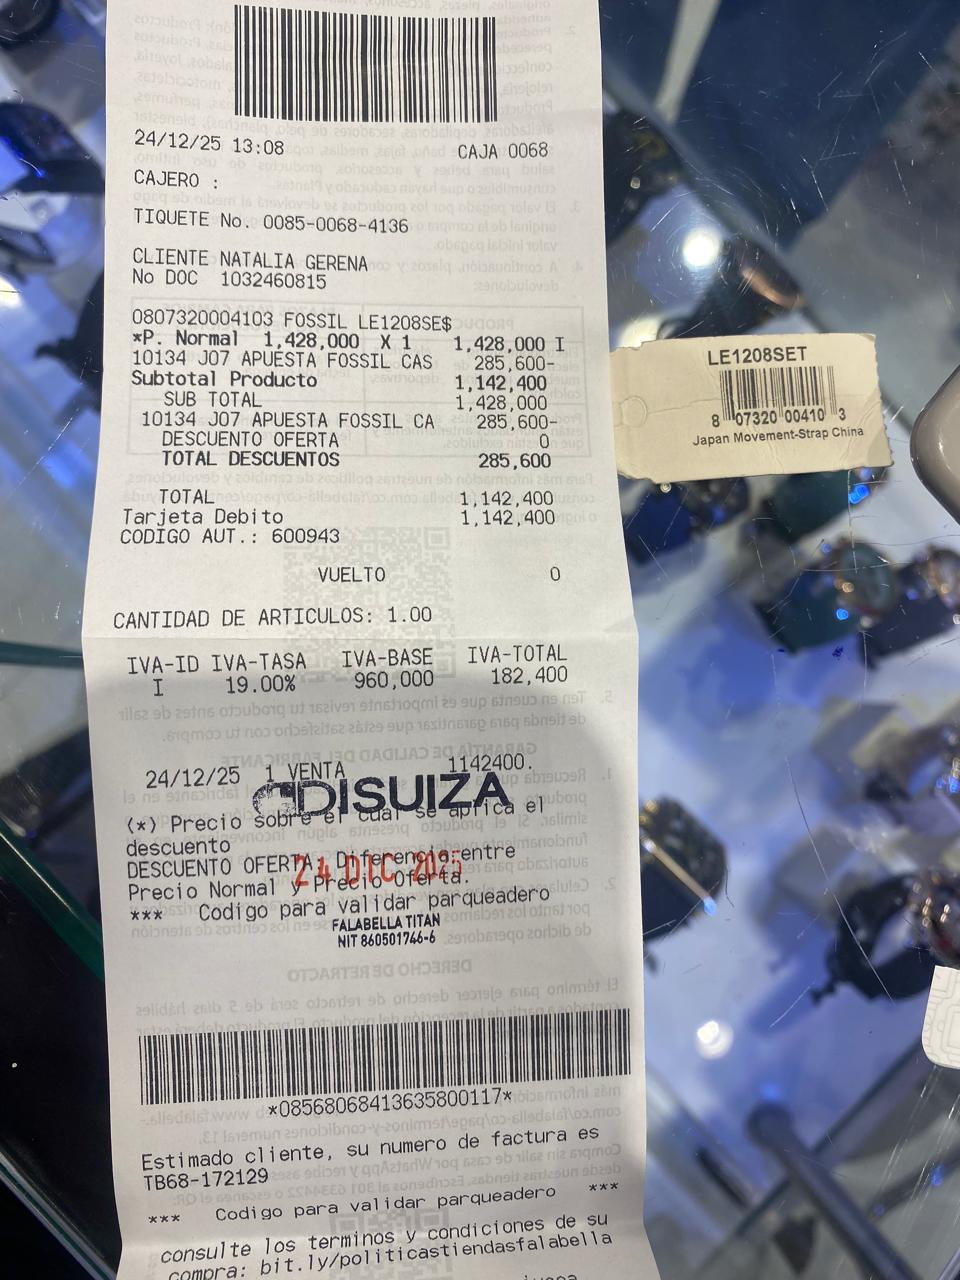 24/12/25 13:08 CAJA 0068
CAJERO :
TIQUETE No. 0085-0068-4136
CLIENTE NATALIA GERENA
No DOC 1032460815
0807320004103 FOSSIL LE1208SE$
*P. Normal 1,428,000 X 1 1,428,000 I
10134 J07 APUESTA FOSSIL CAS 285,600-
Subtotal Producto 1,142,400
SUB TOTAL 1,428,000
10134 J07 APUESTA FOSSIL CA 285,600-
DESCUENTO OFERTA 0
TOTAL DESCUENTOS 285,600
TOTAL 1,142,400
Tarjeta Debito 1,142,400
CODIGO AUT.: 600943
VUELTO 0
CANTIDAD DE ARTICULOS: 1.00
IVA-ID IVA-TASA IVA-BASE IVA-TOTAL
I 19.00% 960,000 182,400
24/12/25 1 VENTA 1142400.
DISUIZA
(*) Precio sobre el cual se aplica el
descuento
DESCUENTO OFERTA: Diferencia entre
24 DIC 2025
Precio Normal y Precio Oferta.
*** Codigo para validar parqueadero
FALABELLA TITAN
NIT 860501746-6
*08568068413635800117*
Estimado cliente, su numero de factura es
TB68-172129
*** Codigo para validar parqueadero ***
consulte los terminos y condiciones de su
compra: bit.ly/politicastiendasfalabella
LE1208SET
8 07320 00410 3
Japan Movement-Strap China